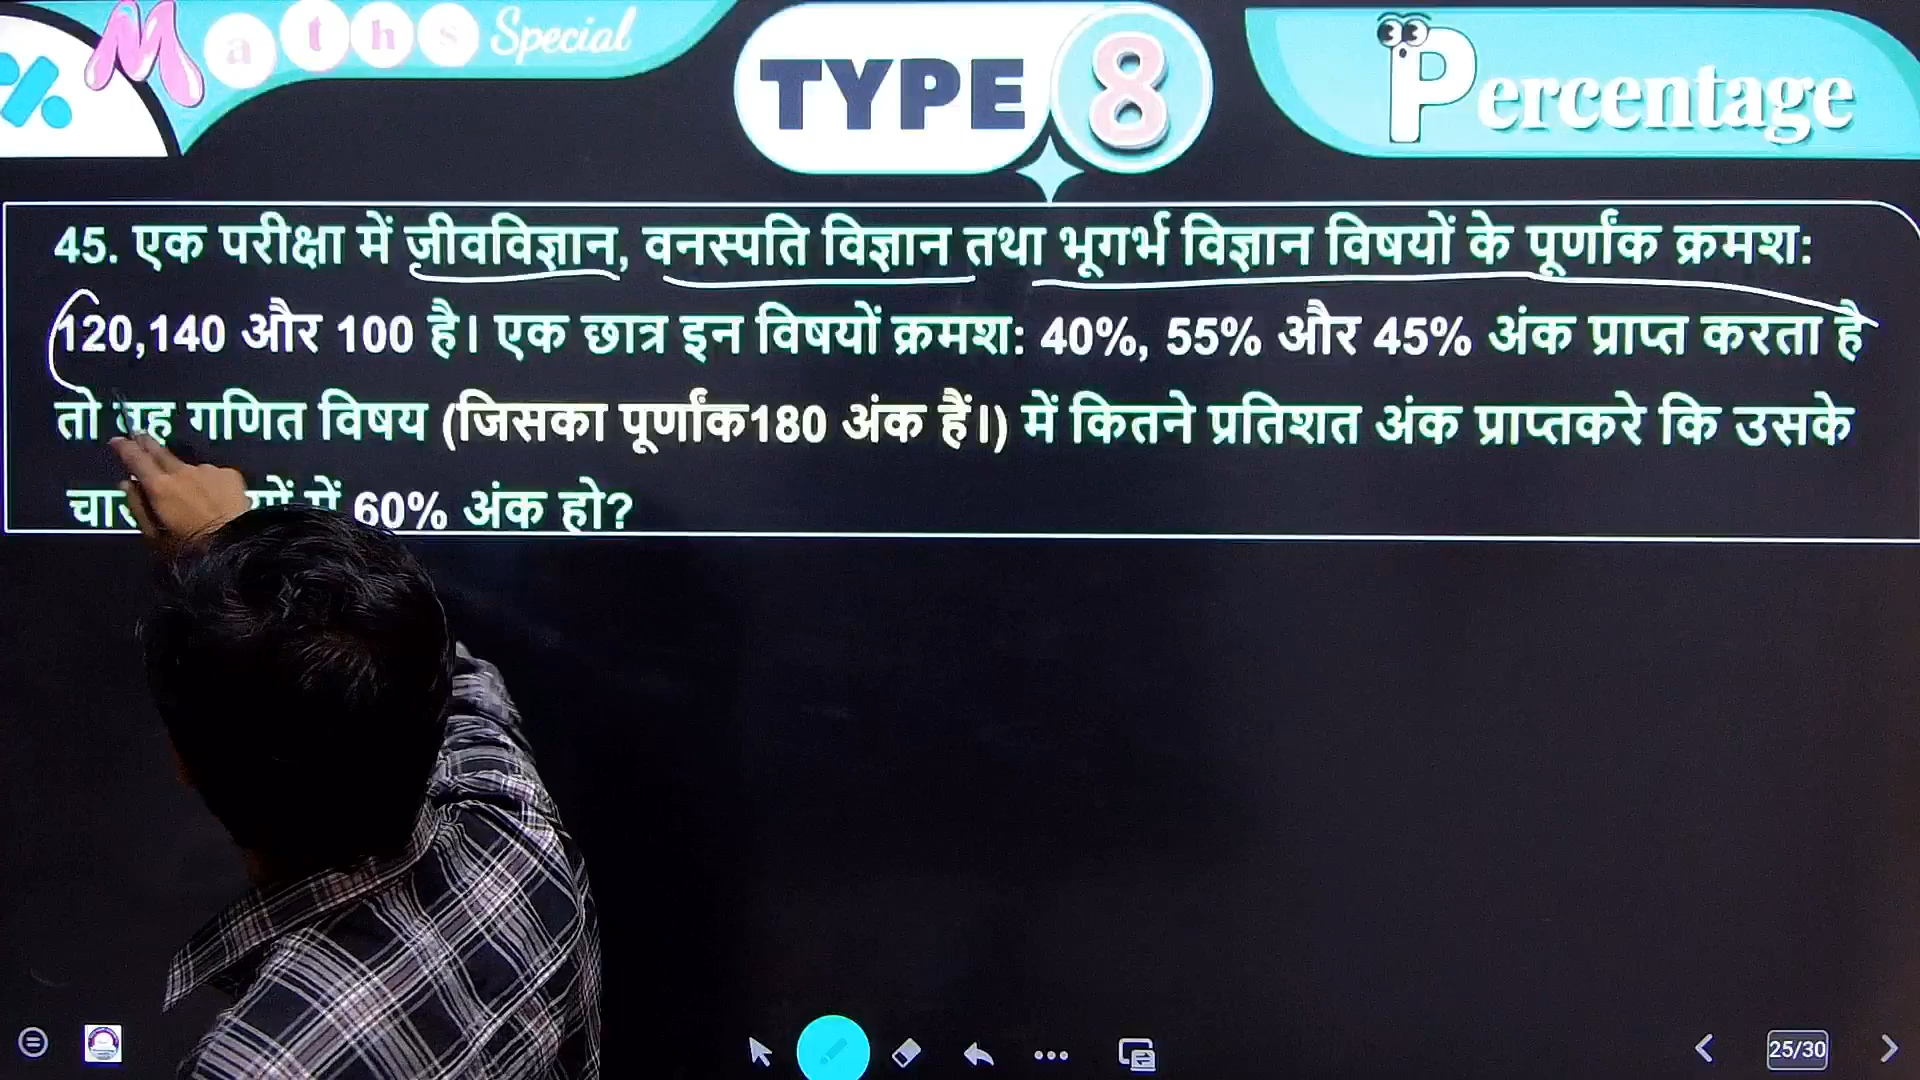 Maths Special
TYPE 8
Percentage
45. एक परीक्षा में जीवविज्ञान, वनस्पति विज्ञान तथा भूगर्भ विज्ञान विषयों के पूर्णांक क्रमश:
120,140 और 100 है। एक छात्र इन विषयों क्रमश: 40%, 55% और 45% अंक प्राप्त करता है
तो वह गणित विषय (जिसका पूर्णांक180 अंक हैं।) में कितने प्रतिशत अंक प्राप्तकरे कि उसके
में 60% अंक हो?
25/30